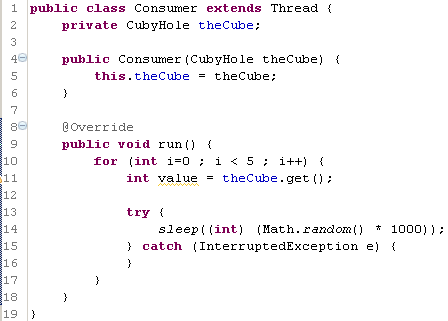 1 public class Consumer extends Thread {
2     private CubyHole theCube;
3
4     public Consumer(CubyHole theCube) {
5         this.theCube = theCube;
6     }
7
8     @Override
9     public void run() {
10         for (int i=0 ; i < 5 ; i++) {
11             int value = theCube.get();
12
13             try {
14                 sleep((int) (Math.random() * 1000));
15             } catch (InterruptedException e) {
16             }
17         }
18     }
19 }